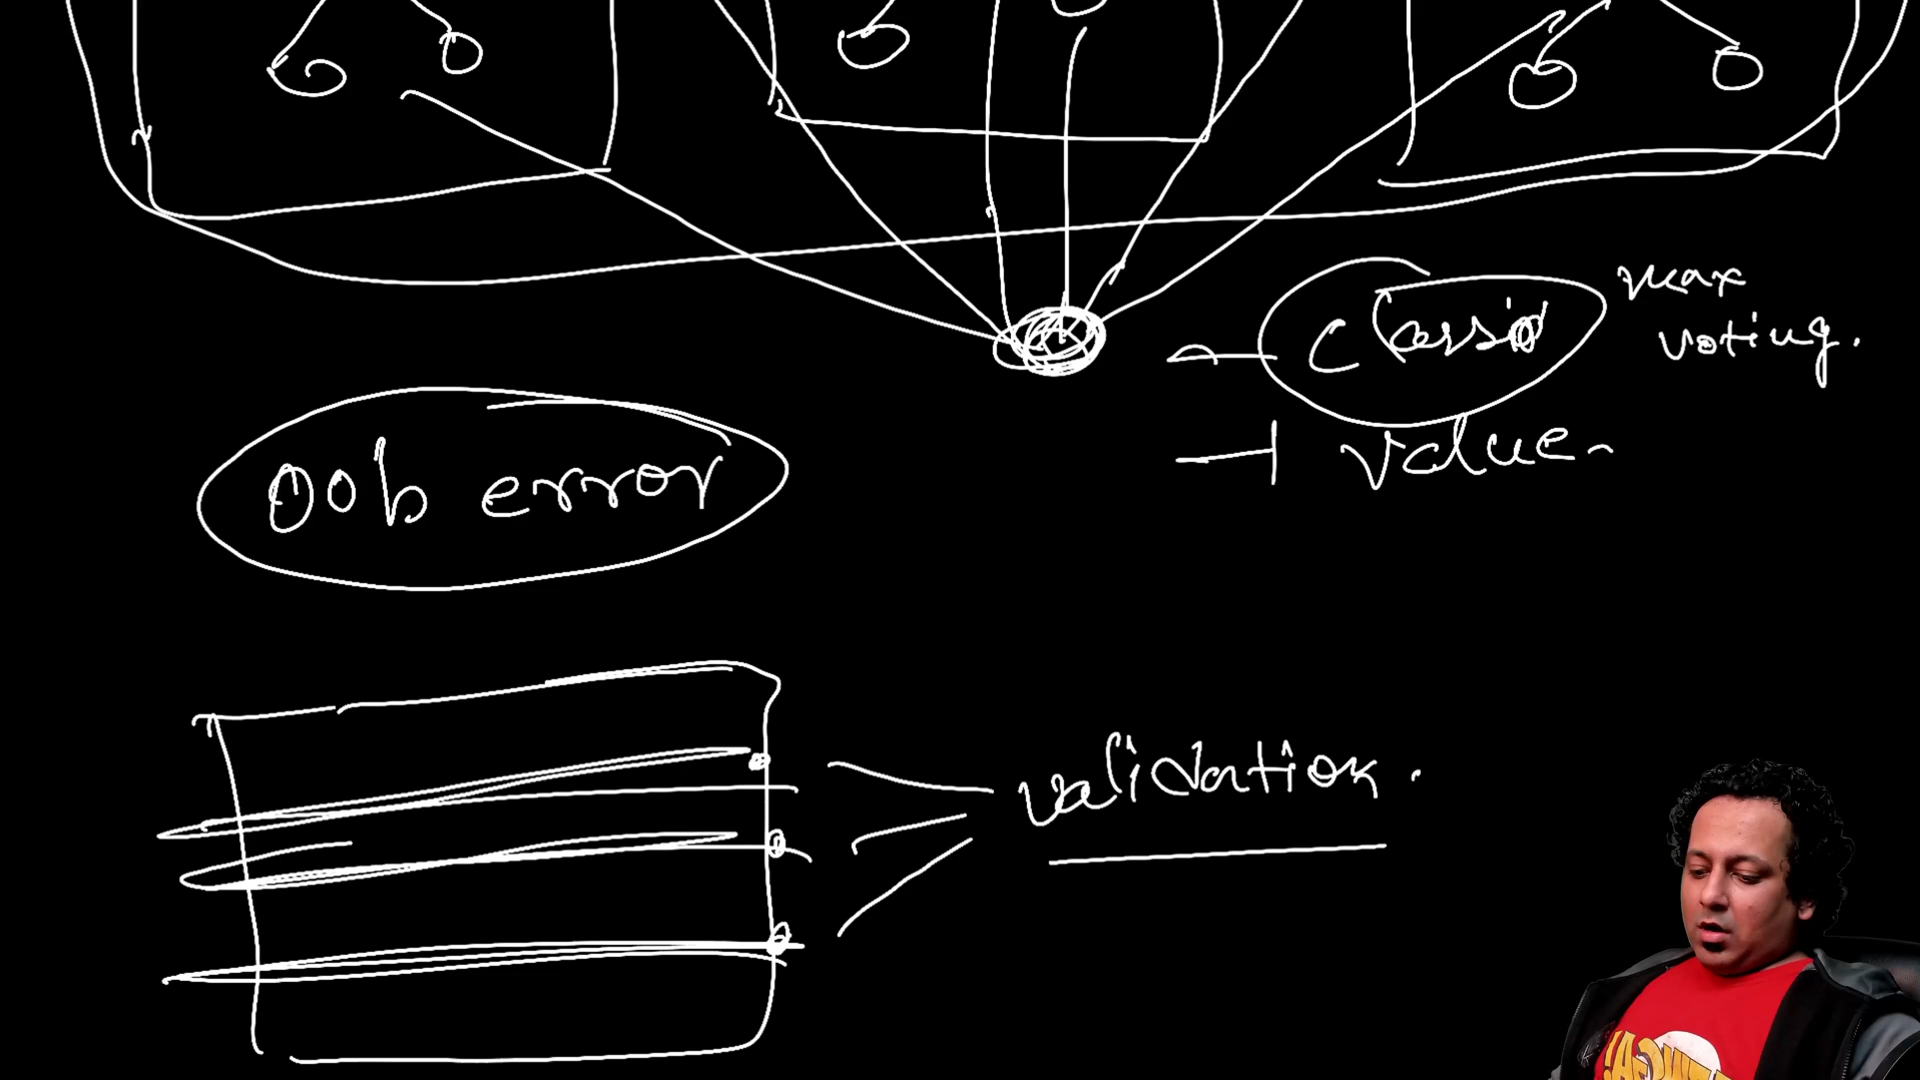 max
voting.
value
oob error
validation.